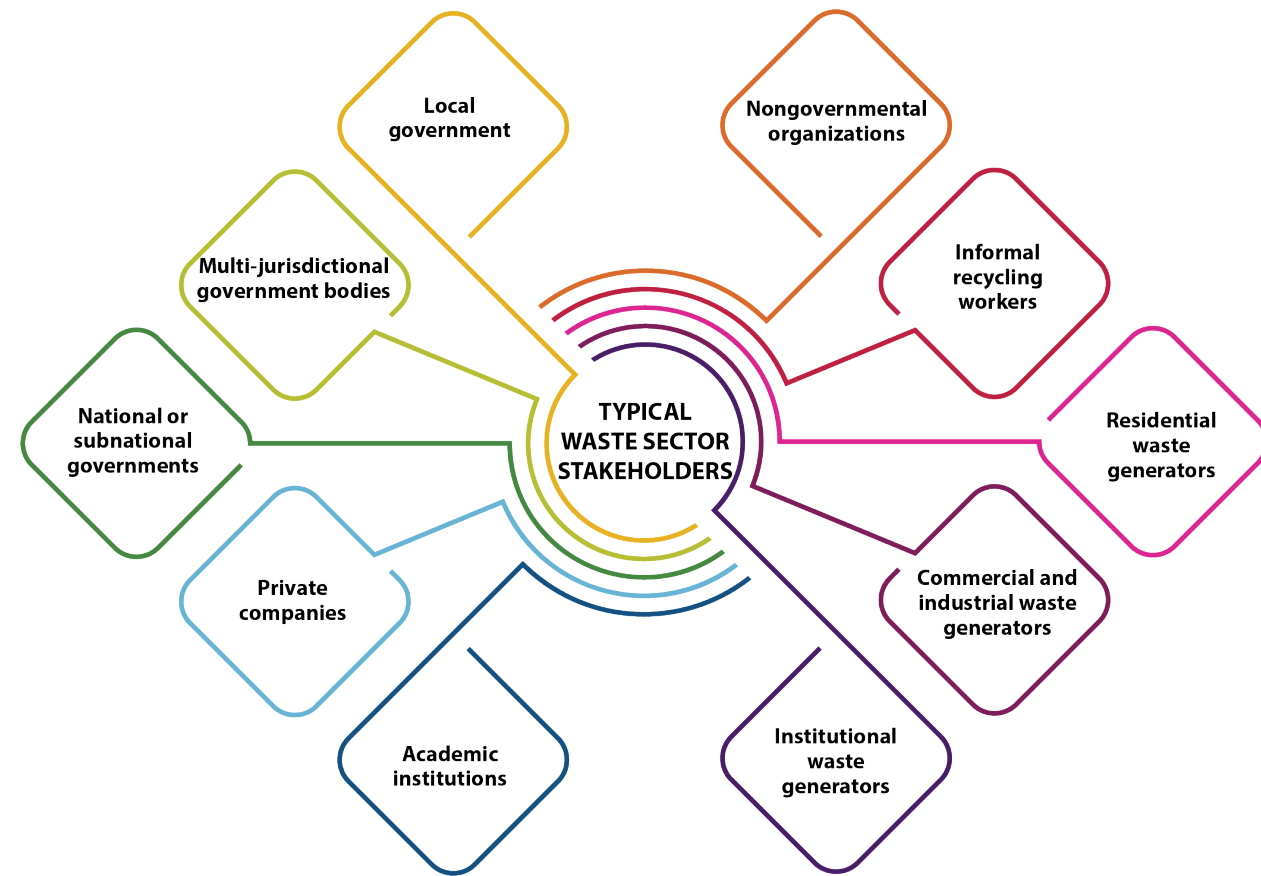 Local
government
Nongovernmental
organizations
Multi-jurisdictional
government bodies
Informal
recycling
workers
National or
subnational
governments
TYPICAL
WASTE SECTOR
STAKEHOLDERS
Residential
waste
generators
Private
companies
Commercial and
industrial waste
generators
Academic
institutions
Institutional
waste
generators